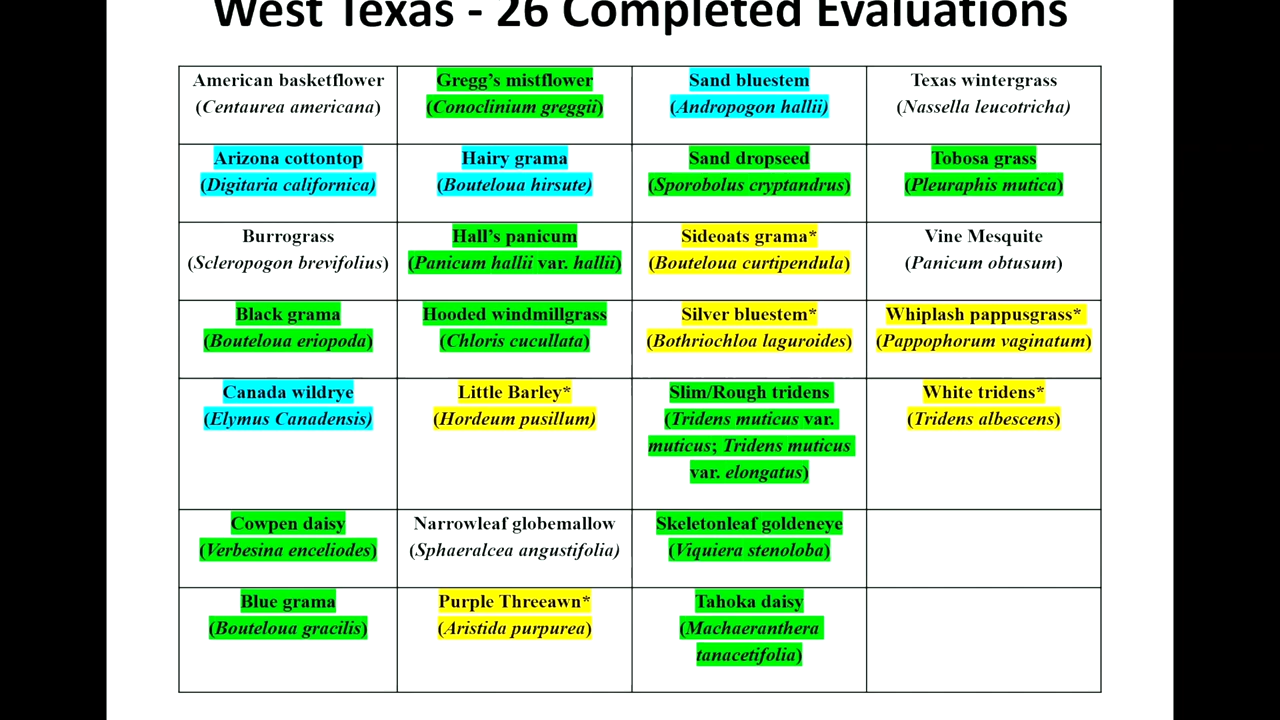 West Texas - 26 Completed Evaluations
American basketflower
(Centaurea americana)
Gregg's mistflower
(Conoclinium greggii)
Sand bluestem
(Andropogon hallii)
Texas wintergrass
(Nassella leucotricha)
Arizona cottontop
(Digitaria californica)
Hairy grama
(Bouteloua hirsute)
Sand dropseed
(Sporobolus cryptandrus)
Tobosa grass
(Pleuraphis mutica)
Burrograss
(Scleropogon brevifolius)
Hall's panicum
(Panicum hallii var. hallii)
Sideoats grama*
(Bouteloua curtipendula)
Vine Mesquite
(Panicum obtusum)
Black grama
(Bouteloua eriopoda)
Hooded windmillgrass
(Chloris cucullata)
Silver bluestem*
(Bothriochloa laguroides)
Whiplash pappusgrass*
(Pappophorum vaginatum)
Canada wildrye
(Elymus Canadensis)
Little Barley*
(Hordeum pusillum)
Slim/Rough tridens
(Tridens muticus var.
muticus; Tridens muticus
var. elongatus)
White tridens*
(Tridens albescens)
Cowpen daisy
(Verbesina enceliodes)
Narrowleaf globemallow
(Sphaeralcea angustifolia)
Skeletonleaf goldeneye
(Viquiera stenoloba)
Blue grama
(Bouteloua gracilis)
Purple Threeawn*
(Aristida purpurea)
Tahoka daisy
(Machaeranthera
tanacetifolia)